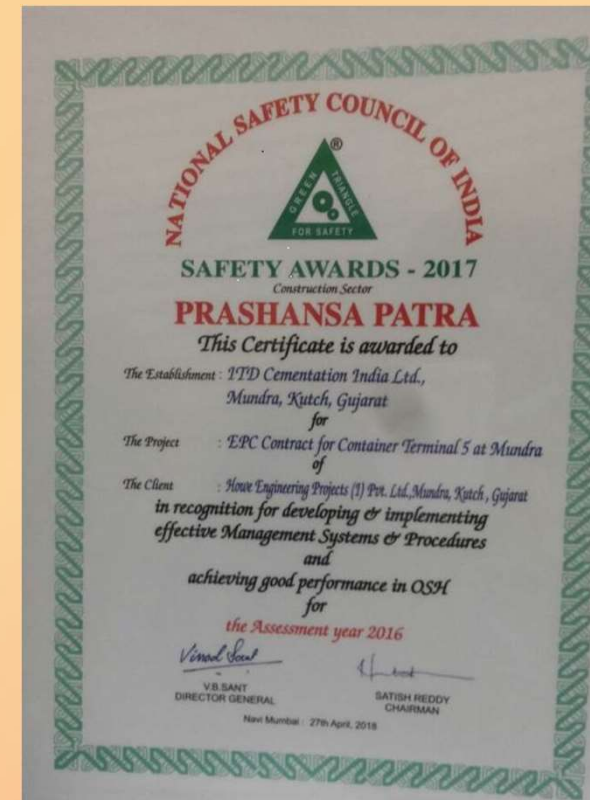 NATIONAL SAFETY COUNCIL OF INDIA
®
GREEN TRIANGLE
FOR SAFETY
SAFETY AWARDS - 2017
Construction Sector
PRASHANSA PATRA
This Certificate is awarded to
The Establishment : ITD Cementation India Ltd.,
Mundra, Kutch, Gujarat
for
The Project : EPC Contract for Container Terminal 5 at Mundra
of
The Client : Howe Engineering Projects (I) Pvt. Ltd.,Mundra, Kutch , Gujarat
in recognition for developing & implementing
effective Management Systems & Procedures
and
achieving good performance in OSH
for
the Assessment year 2016
V.B.SANT
DIRECTOR GENERAL
SATISH REDDY
CHAIRMAN
Navi Mumbai : 27th April, 2018